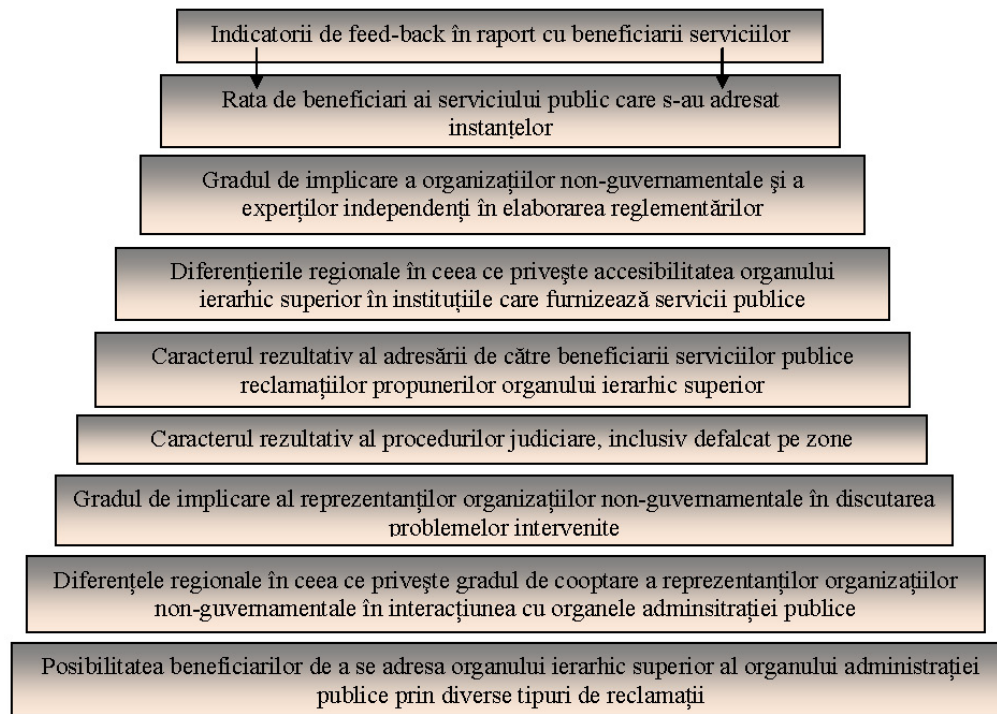 Indicatorii de feed-back în raport cu beneficiarii serviciilor
Rata de beneficiari ai serviciului public care s-au adresat
instanțelor
Gradul de implicare a organizațiilor non-guvernamentale şi a
experților independenți în elaborarea reglementărilor
Diferențierile regionale în ceea ce priveşte accesibilitatea organului
ierarhic superior în instituțiile care furnizează servicii publice
Caracterul rezultativ al adresării de către beneficiarii serviciilor publice
reclamațiilor propunerilor organului ierarhic superior
Caracterul rezultativ al procedurilor judiciare, inclusiv defalcat pe zone
Gradul de implicare al reprezentanților organizațiilor non-guvernamentale în discutarea
problemelor intervenite
Diferențele regionale în ceea ce priveşte gradul de cooptare a reprezentanților organizațiilor
non-guvernamentale în interacțiunea cu organele adminsitrației publice
Posibilitatea beneficiarilor de a se adresa organului ierarhic superior al organului administrației
publice prin diverse tipuri de reclamații